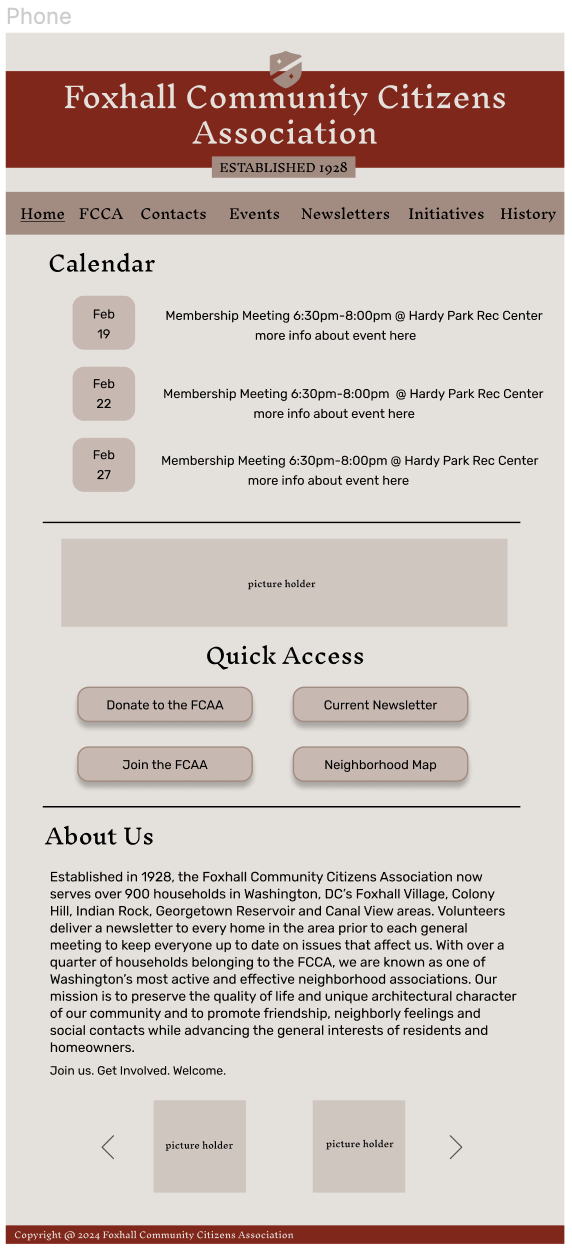 Phone
Foxhall Community Citizens
Association
ESTABLISHED 1928
Home FCCA Contacts Events Newsletters Initiatives History
Calendar
Feb
19
Membership Meeting 6:30pm-8:00pm @ Hardy Park Rec Center
more info about event here
Feb
22
Membership Meeting 6:30pm-8:00pm @ Hardy Park Rec Center
more info about event here
Feb
27
Membership Meeting 6:30pm-8:00pm @ Hardy Park Rec Center
more info about event here
picture holder
Quick Access
Donate to the FCAA
Current Newsletter
Join the FCAA
Neighborhood Map
About Us
Established in 1928, the Foxhall Community Citizens Association now
serves over 900 households in Washington, DC's Foxhall Village, Colony
Hill, Indian Rock, Georgetown Reservoir and Canal View areas. Volunteers
deliver a newsletter to every home in the area prior to each general
meeting to keep everyone up to date on issues that affect us. With over a
quarter of households belonging to the FCCA, we are known as one of
Washington's most active and effective neighborhood associations. Our
mission is to preserve the quality of life and unique architectural character
of our community and to promote friendship, neighborly feelings and
social contacts while advancing the general interests of residents and
homeowners.
Join us. Get Involved. Welcome.
picture holder
picture holder
Copyright @ 2024 Foxhall Community Citizens Association